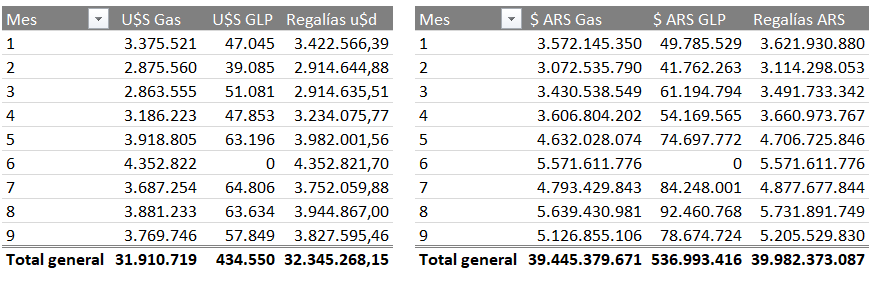 Mes U$S Gas U$S GLP Regalías u$d Mes $ ARS Gas $ ARS GLP Regalías ARS
1 3.375.521 47.045 3.422.566,39 1 3.572.145.350 49.785.529 3.621.930.880
2 2.875.560 39.085 2.914.644,88 2 3.072.535.790 41.762.263 3.114.298.053
3 2.863.555 51.081 2.914.635,51 3 3.430.538.549 61.194.794 3.491.733.342
4 3.186.223 47.853 3.234.075,77 4 3.606.804.202 54.169.565 3.660.973.767
5 3.918.805 63.196 3.982.001,56 5 4.632.028.074 74.697.772 4.706.725.846
6 4.352.822 0 4.352.821,70 6 5.571.611.776 0 5.571.611.776
7 3.687.254 64.806 3.752.059,88 7 4.793.429.843 84.248.001 4.877.677.844
8 3.881.233 63.634 3.944.867,00 8 5.639.430.981 92.460.768 5.731.891.749
9 3.769.746 57.849 3.827.595,46 9 5.126.855.106 78.674.724 5.205.529.830
Total general 31.910.719 434.550 32.345.268,15 Total general 39.445.379.671 536.993.416 39.982.373.087